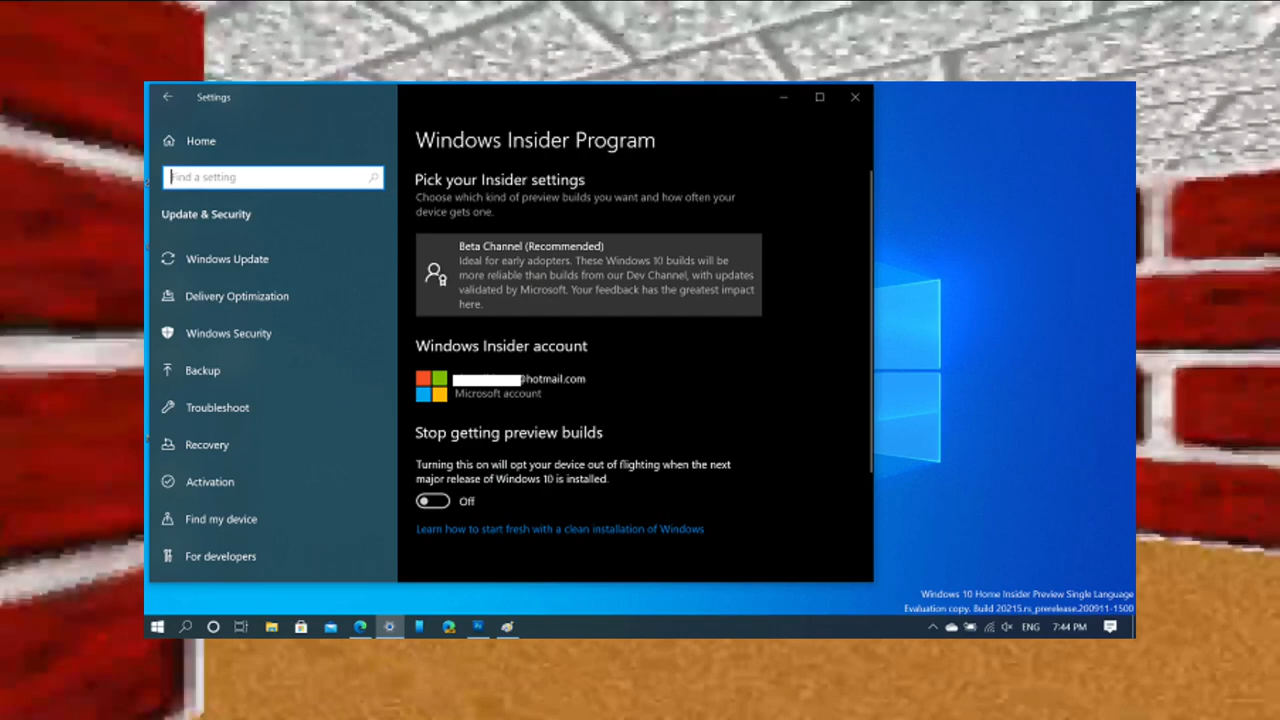 Settings
Home
Find a setting
Update & Security
Windows Update
Delivery Optimization
Windows Security
Backup
Troubleshoot
Recovery
Activation
Find my device
For developers
Windows Insider Program
Pick your Insider settings
Choose which kind of preview builds you want and how often your
device gets one.
Beta Channel (Recommended)
Ideal for early adopters. These Windows 10 builds will be
more reliable than builds from our Dev Channel, with updates
validated by Microsoft. Your feedback has the greatest impact
here.
Windows Insider account
@hotmail.com
Microsoft account
Stop getting preview builds
Turning this on will opt your device out of flighting when the next
major release of Windows 10 is installed.
Off
Learn how to start fresh with a clean installation of Windows
Windows 10 Home Insider Preview Single Language
Evaluation copy. Build 20215.rs_prerelease.200911-1500
ENG 7:44 PM